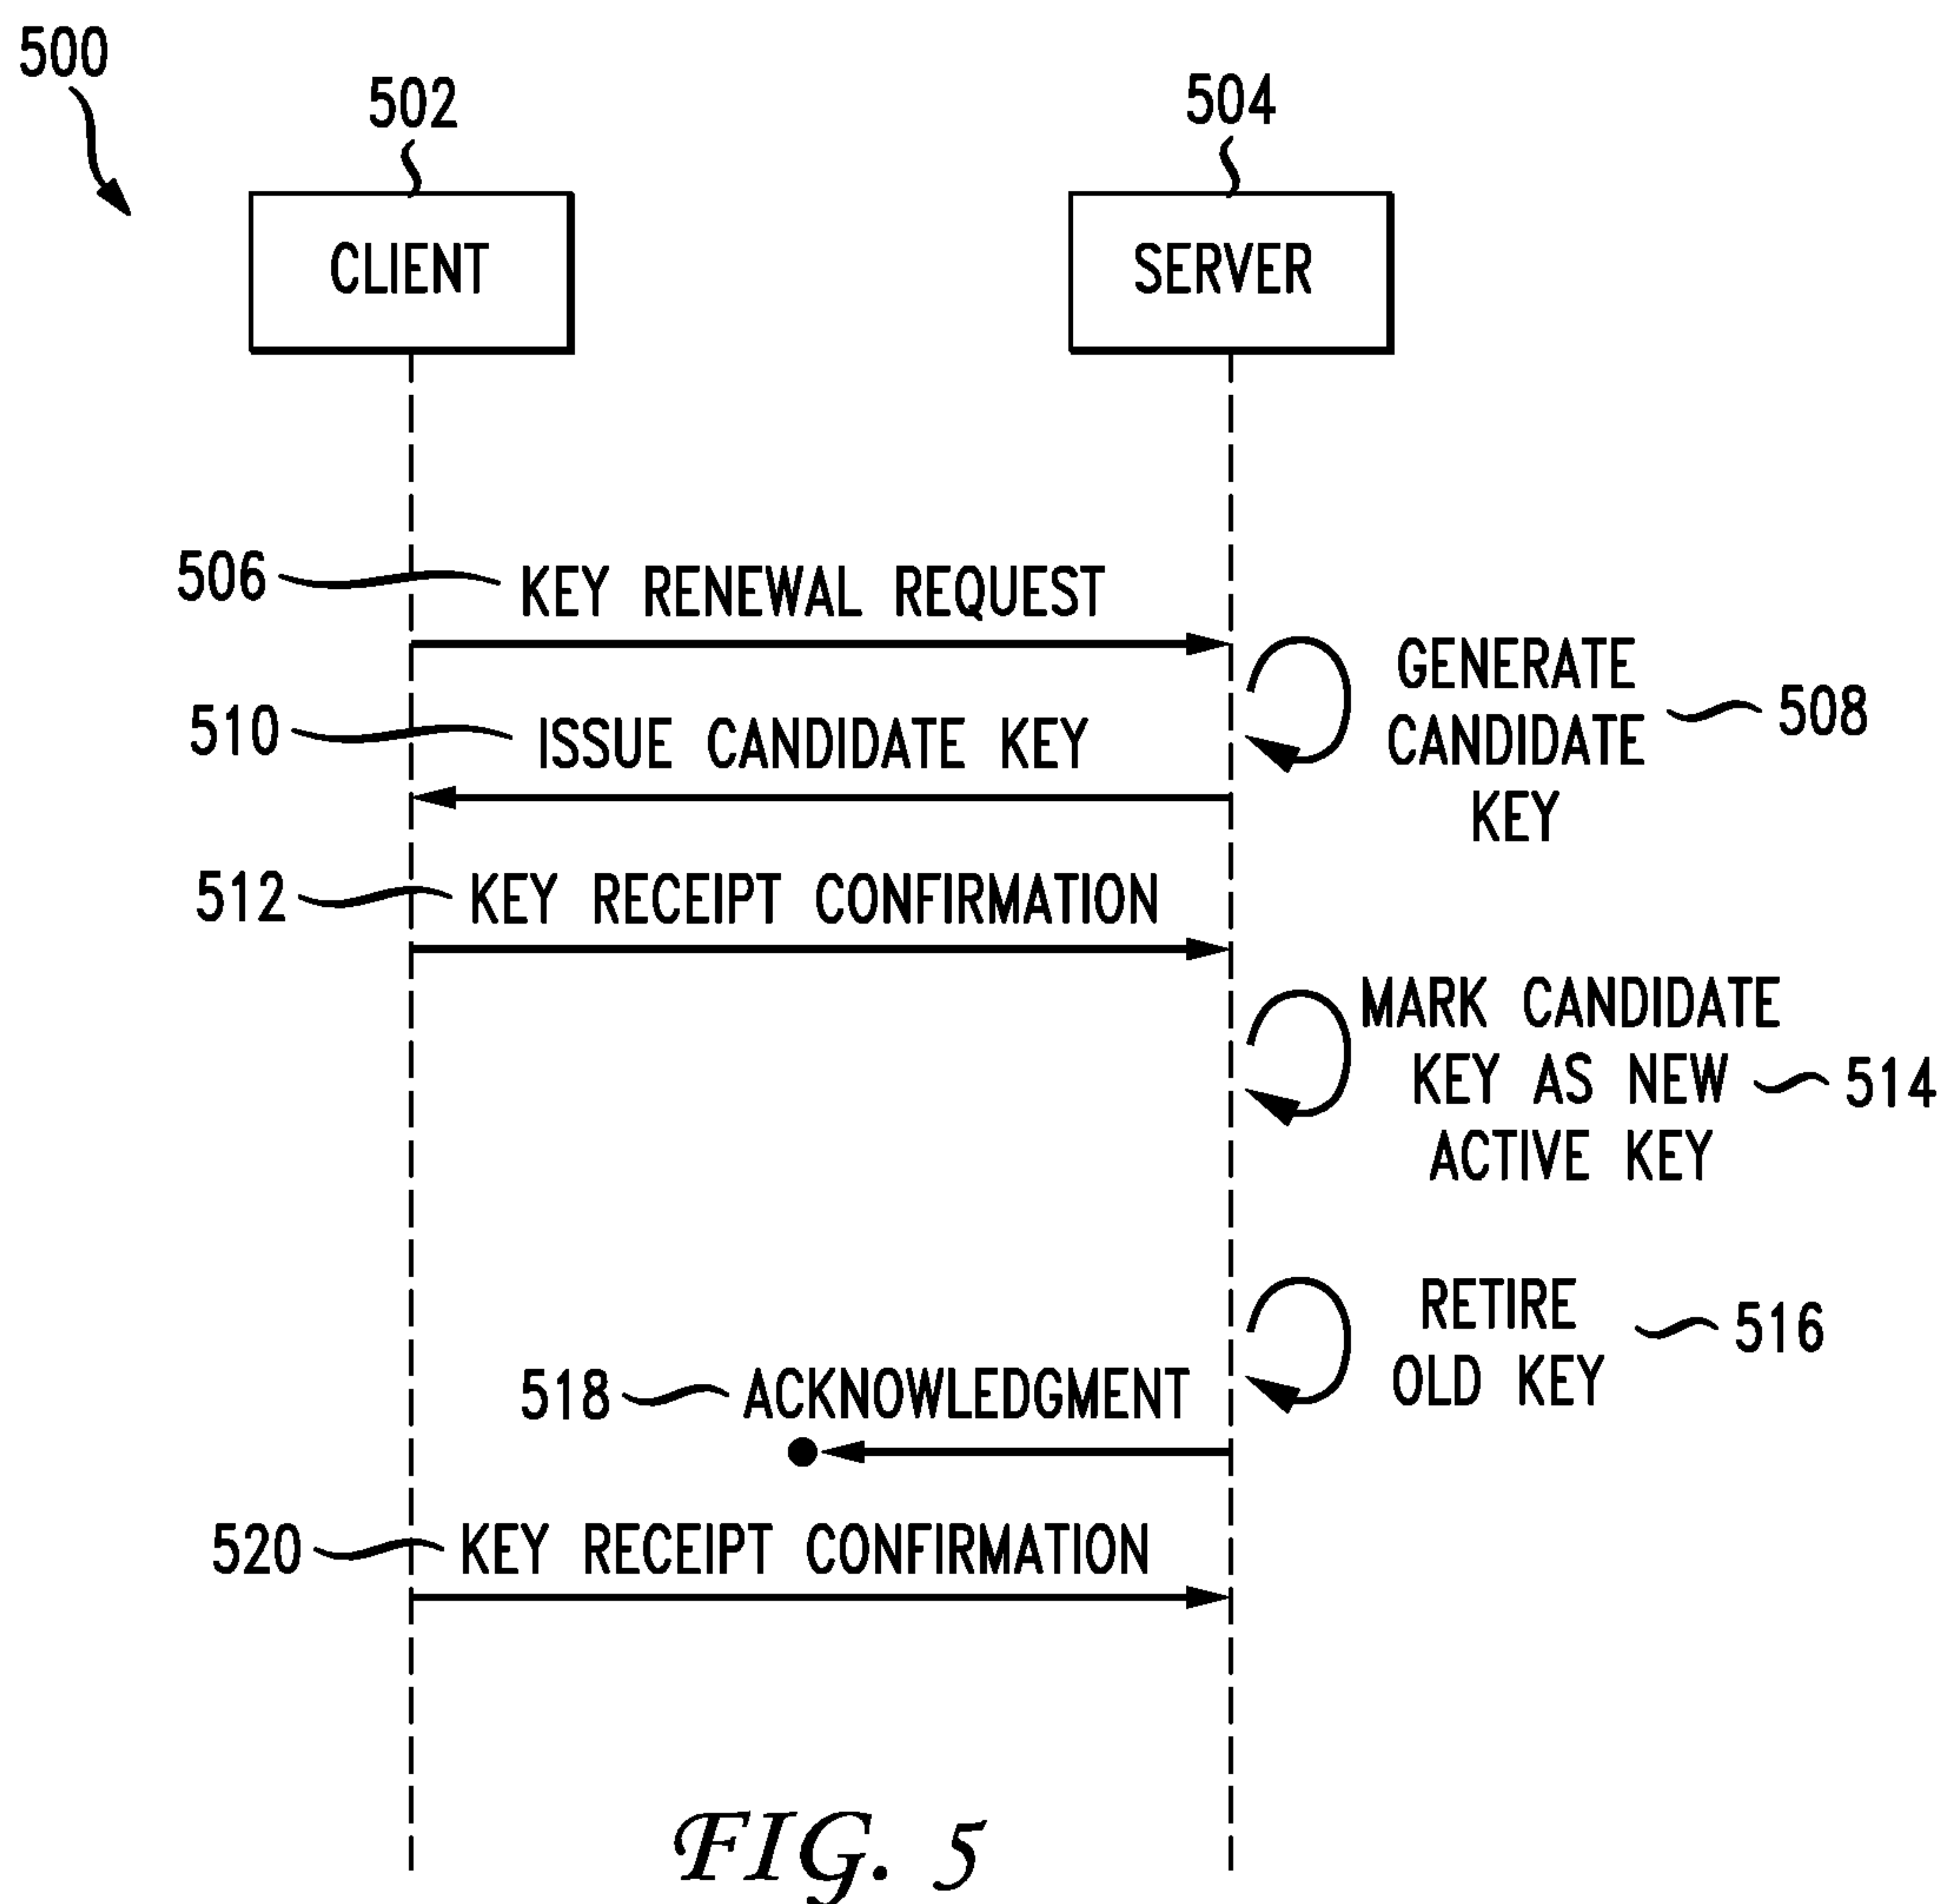 500
502
504
CLIENT
SERVER
506
KEY RENEWAL REQUEST
GENERATE
CANDIDATE
KEY
508
510
ISSUE CANDIDATE KEY
512
KEY RECEIPT CONFIRMATION
MARK CANDIDATE
KEY AS NEW
ACTIVE KEY
514
RETIRE
OLD KEY
516
518
ACKNOWLEDGMENT
520
KEY RECEIPT CONFIRMATION
FIG. 5